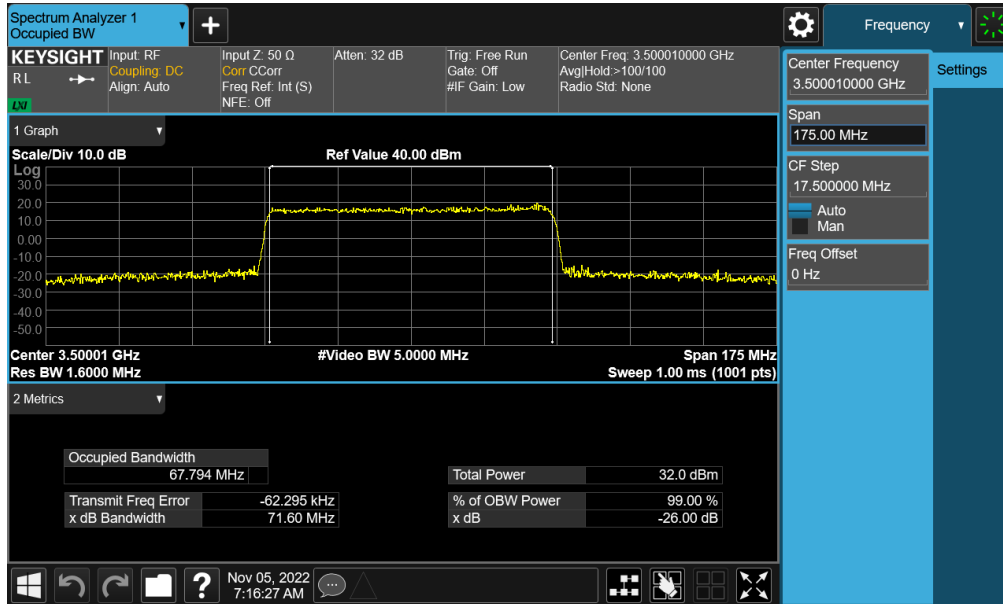 Spectrum Analyzer 1
Occupied BW
+
Frequency
KEYSIGHT
R L
LXI
Input: RF
Coupling: DC
Align: Auto
Input Z: 50 Ω
Corr CCorr
Freq Ref: Int (S)
NFE: Off
Atten: 32 dB
Trig: Free Run
Gate: Off
#IF Gain: Low
Center Freq: 3.500010000 GHz
Avg|Hold:>100/100
Radio Std: None
Center Frequency
3.500010000 GHz
Settings
Span
175.00 MHz
CF Step
17.500000 MHz
Auto
Man
Freq Offset
0 Hz
1 Graph
Scale/Div 10.0 dB
Ref Value 40.00 dBm
Log
30.0
20.0
10.0
0.00
-10.0
-20.0
-30.0
-40.0
-50.0
Center 3.50001 GHz
#Video BW 5.0000 MHz
Span 175 MHz
Res BW 1.6000 MHz
Sweep 1.00 ms (1001 pts)
2 Metrics
Occupied Bandwidth
67.794 MHz
Total Power 32.0 dBm
Transmit Freq Error -62.295 kHz
% of OBW Power 99.00 %
x dB Bandwidth 71.60 MHz
x dB -26.00 dB
?
Nov 05, 2022
7:16:27 AM